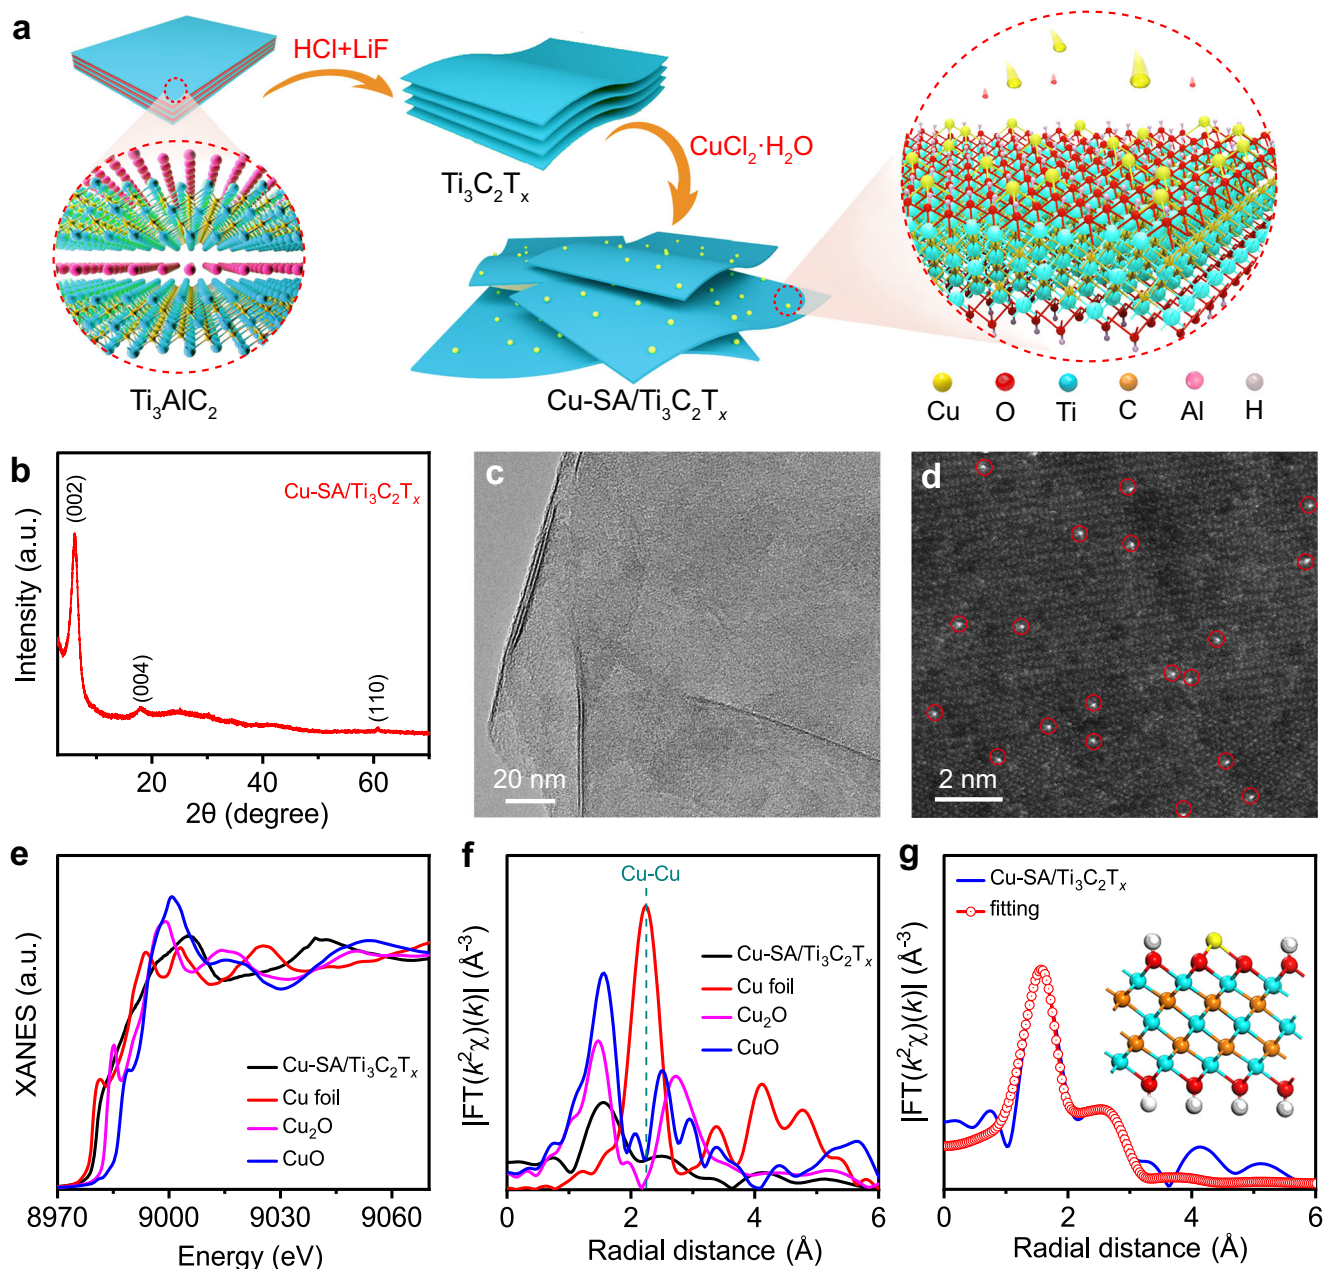 a
HCl+LiF
Ti₃C₂Tₓ
CuCl₂·H₂O
Ti₃AlC₂
Cu-SA/Ti₃C₂Tₓ
Cu O Ti C Al H
b
Cu-SA/Ti₃C₂Tₓ
(002)
(004)
(110)
Intensity (a.u.)
20 40 60
2θ (degree)
c
20 nm
d
2 nm
e
XANES (a.u.)
Cu-SA/Ti₃C₂Tₓ
Cu foil
Cu₂O
CuO
8970 9000 9030 9060
Energy (eV)
f
Cu-Cu
|FT(k²χ)(k)| (Å⁻³)
Cu-SA/Ti₃C₂Tₓ
Cu foil
Cu₂O
CuO
0 2 4 6
Radial distance (Å)
g
Cu-SA/Ti₃C₂Tₓ
fitting
|FT(k²χ)(k)| (Å⁻³)
0 2 4 6
Radial distance (Å)